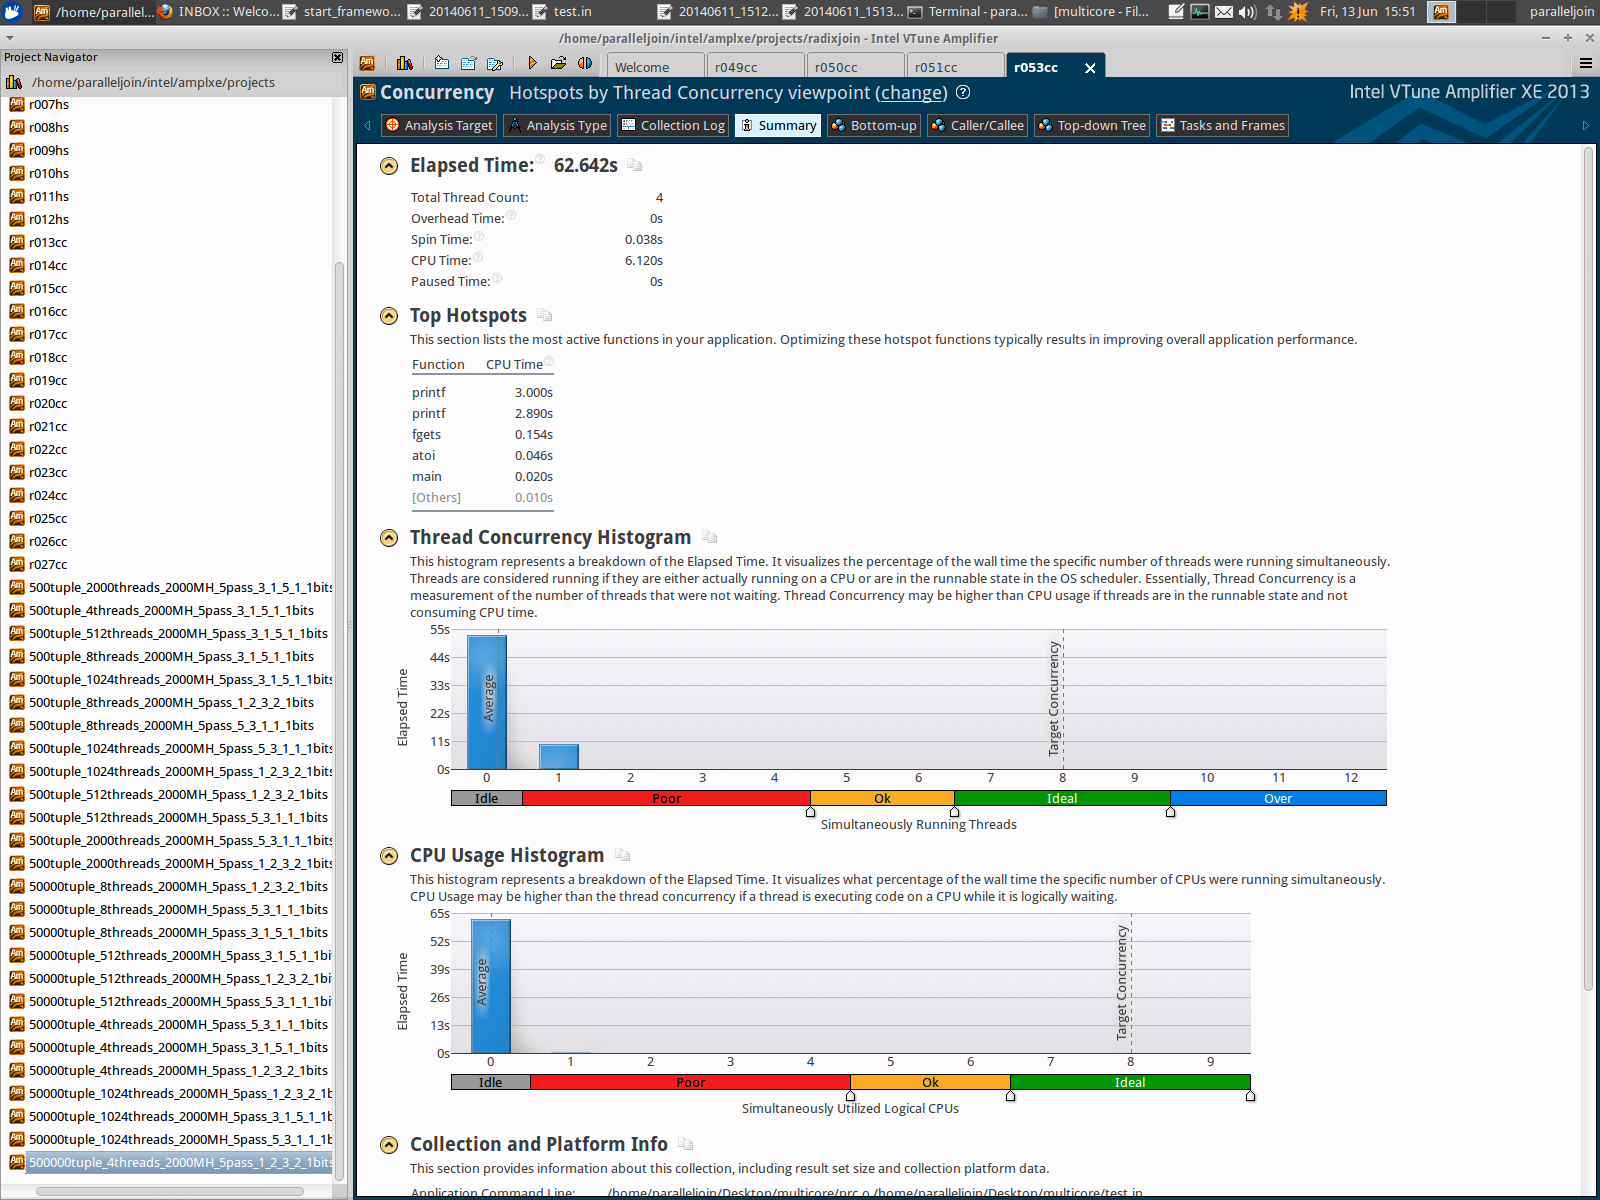 /home/parallel...
INBOX :: Welco...
start_framewo...
20140611_1509...
test.in
20140611_1512...
20140611_1513...
Terminal - para...
[multicore - Fil...
Fri, 13 Jun 15:51
paralleljoin
/home/paralleljoin/intel/amplxe/projects/radixjoin - Intel VTune Amplifier
Project Navigator
/home/paralleljoin/intel/amplxe/projects
r007hs
r008hs
r009hs
r010hs
r011hs
r012hs
r013cc
r014cc
r015cc
r016cc
r017cc
r018cc
r019cc
r020cc
r021cc
r022cc
r023cc
r024cc
r025cc
r026cc
r027cc
500tuple_2000threads_2000MH_5pass_3_1_5_1_1bits
500tuple_4threads_2000MH_5pass_3_1_5_1_1bits
500tuple_512threads_2000MH_5pass_3_1_5_1_1bits
500tuple_8threads_2000MH_5pass_3_1_5_1_1bits
500tuple_1024threads_2000MH_5pass_3_1_5_1_1bits
500tuple_8threads_2000MH_5pass_1_2_3_2_1bits
500tuple_8threads_2000MH_5pass_5_3_1_1_1bits
500tuple_1024threads_2000MH_5pass_5_3_1_1_1bits
500tuple_1024threads_2000MH_5pass_1_2_3_2_1bits
500tuple_512threads_2000MH_5pass_1_2_3_2_1bits
500tuple_512threads_2000MH_5pass_5_3_1_1_1bits
500tuple_2000threads_2000MH_5pass_5_3_1_1_1bits
500tuple_2000threads_2000MH_5pass_1_2_3_2_1bits
50000tuple_8threads_2000MH_5pass_1_2_3_2_1bits
50000tuple_8threads_2000MH_5pass_5_3_1_1_1bits
50000tuple_8threads_2000MH_5pass_3_1_5_1_1bits
50000tuple_512threads_2000MH_5pass_3_1_5_1_1bi
50000tuple_512threads_2000MH_5pass_1_2_3_2_1bi
50000tuple_512threads_2000MH_5pass_5_3_1_1_1bi
50000tuple_4threads_2000MH_5pass_5_3_1_1_1bits
50000tuple_4threads_2000MH_5pass_3_1_5_1_1bits
50000tuple_4threads_2000MH_5pass_1_2_3_2_1bits
50000tuple_1024threads_2000MH_5pass_1_2_3_2_1b
50000tuple_1024threads_2000MH_5pass_3_1_5_1_1b
50000tuple_1024threads_2000MH_5pass_5_3_1_1_1b
500000tuple_4threads_2000MH_5pass_1_2_3_2_1bits
Welcome
r049cc
r050cc
r051cc
r053cc
Concurrency Hotspots by Thread Concurrency viewpoint (change)
Intel VTune Amplifier XE 2013
Analysis Target
Analysis Type
Collection Log
Summary
Bottom-up
Caller/Callee
Top-down Tree
Tasks and Frames
Elapsed Time: 62.642s
Total Thread Count: 4
Overhead Time: 0s
Spin Time: 0.038s
CPU Time: 6.120s
Paused Time: 0s
Top Hotspots
This section lists the most active functions in your application. Optimizing these hotspot functions typically results in improving overall application performance.
Function CPU Time
printf 3.000s
printf 2.890s
fgets 0.154s
atoi 0.046s
main 0.020s
[Others] 0.010s
Thread Concurrency Histogram
This histogram represents a breakdown of the Elapsed Time. It visualizes the percentage of the wall time the specific number of threads were running simultaneously.
Threads are considered running if they are either actually running on a CPU or are in the runnable state in the OS scheduler. Essentially, Thread Concurrency is a
measurement of the number of threads that were not waiting. Thread Concurrency may be higher than CPU usage if threads are in the runnable state and not
consuming CPU time.
55s
44s
33s
22s
11s
0s
Elapsed Time
Average
Target Concurrency
0 1 2 3 4 5 6 7 8 9 10 11 12
Idle Poor Ok Ideal Over
Simultaneously Running Threads
CPU Usage Histogram
This histogram represents a breakdown of the Elapsed Time. It visualizes what percentage of the wall time the specific number of CPUs were running simultaneously.
CPU Usage may be higher than the thread concurrency if a thread is executing code on a CPU while it is logically waiting.
65s
52s
39s
26s
13s
0s
Elapsed Time
Average
Target Concurrency
0 1 2 3 4 5 6 7 8 9
Idle Poor Ok Ideal
Simultaneously Utilized Logical CPUs
Collection and Platform Info
This section provides information about this collection, including result set size and collection platform data.
Application Command Line: /home/paralleljoin/Desktop/multicore/prc.o /home/paralleljoin/Desktop/multicore/test.in